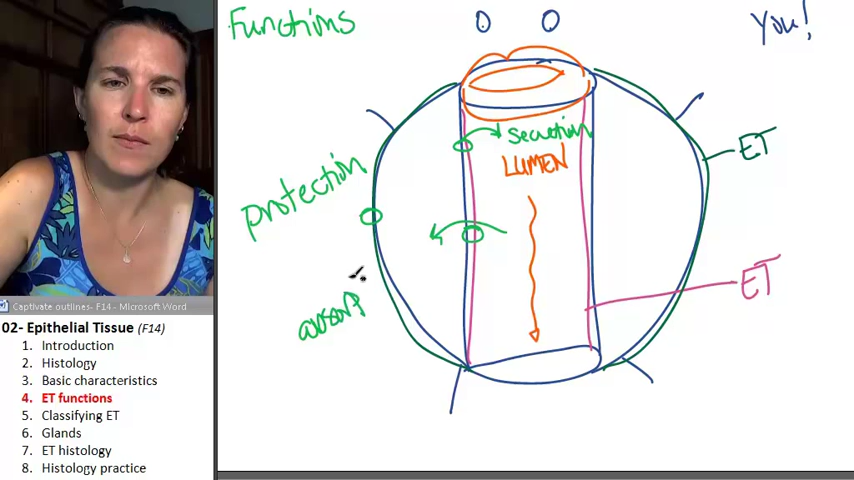 Functions
You!
secretion
LUMEN
ET
protection
absorp
ET
Captivate outlines- F14 - Microsoft Word
02- Epithelial Tissue (F14)
1. Introduction
2. Histology
3. Basic characteristics
4. ET functions
5. Classifying ET
6. Glands
7. ET histology
8. Histology practice